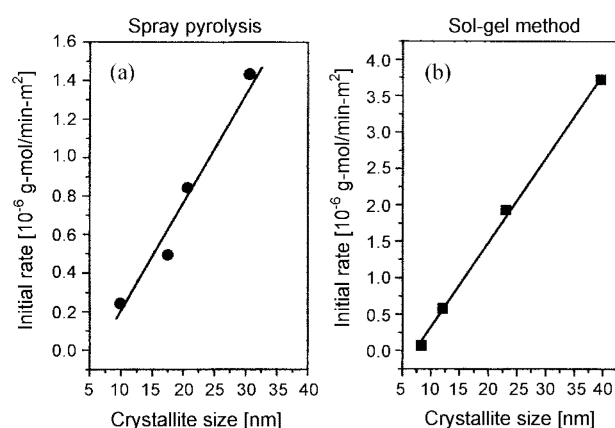 Spray pyrolysis
(a)
Initial rate [10⁻⁶ g-mol/min-m²]
1.6
1.4
1.2
1.0
0.8
0.6
0.4
0.2
0.0
5 10 15 20 25 30 35 40
Crystallite size [nm]
Sol-gel method
(b)
Initial rate [10⁻⁶ g-mol/min-m²]
4.0
3.5
3.0
2.5
2.0
1.5
1.0
0.5
0.0
5 10 15 20 25 30 35 40
Crystallite size [nm]